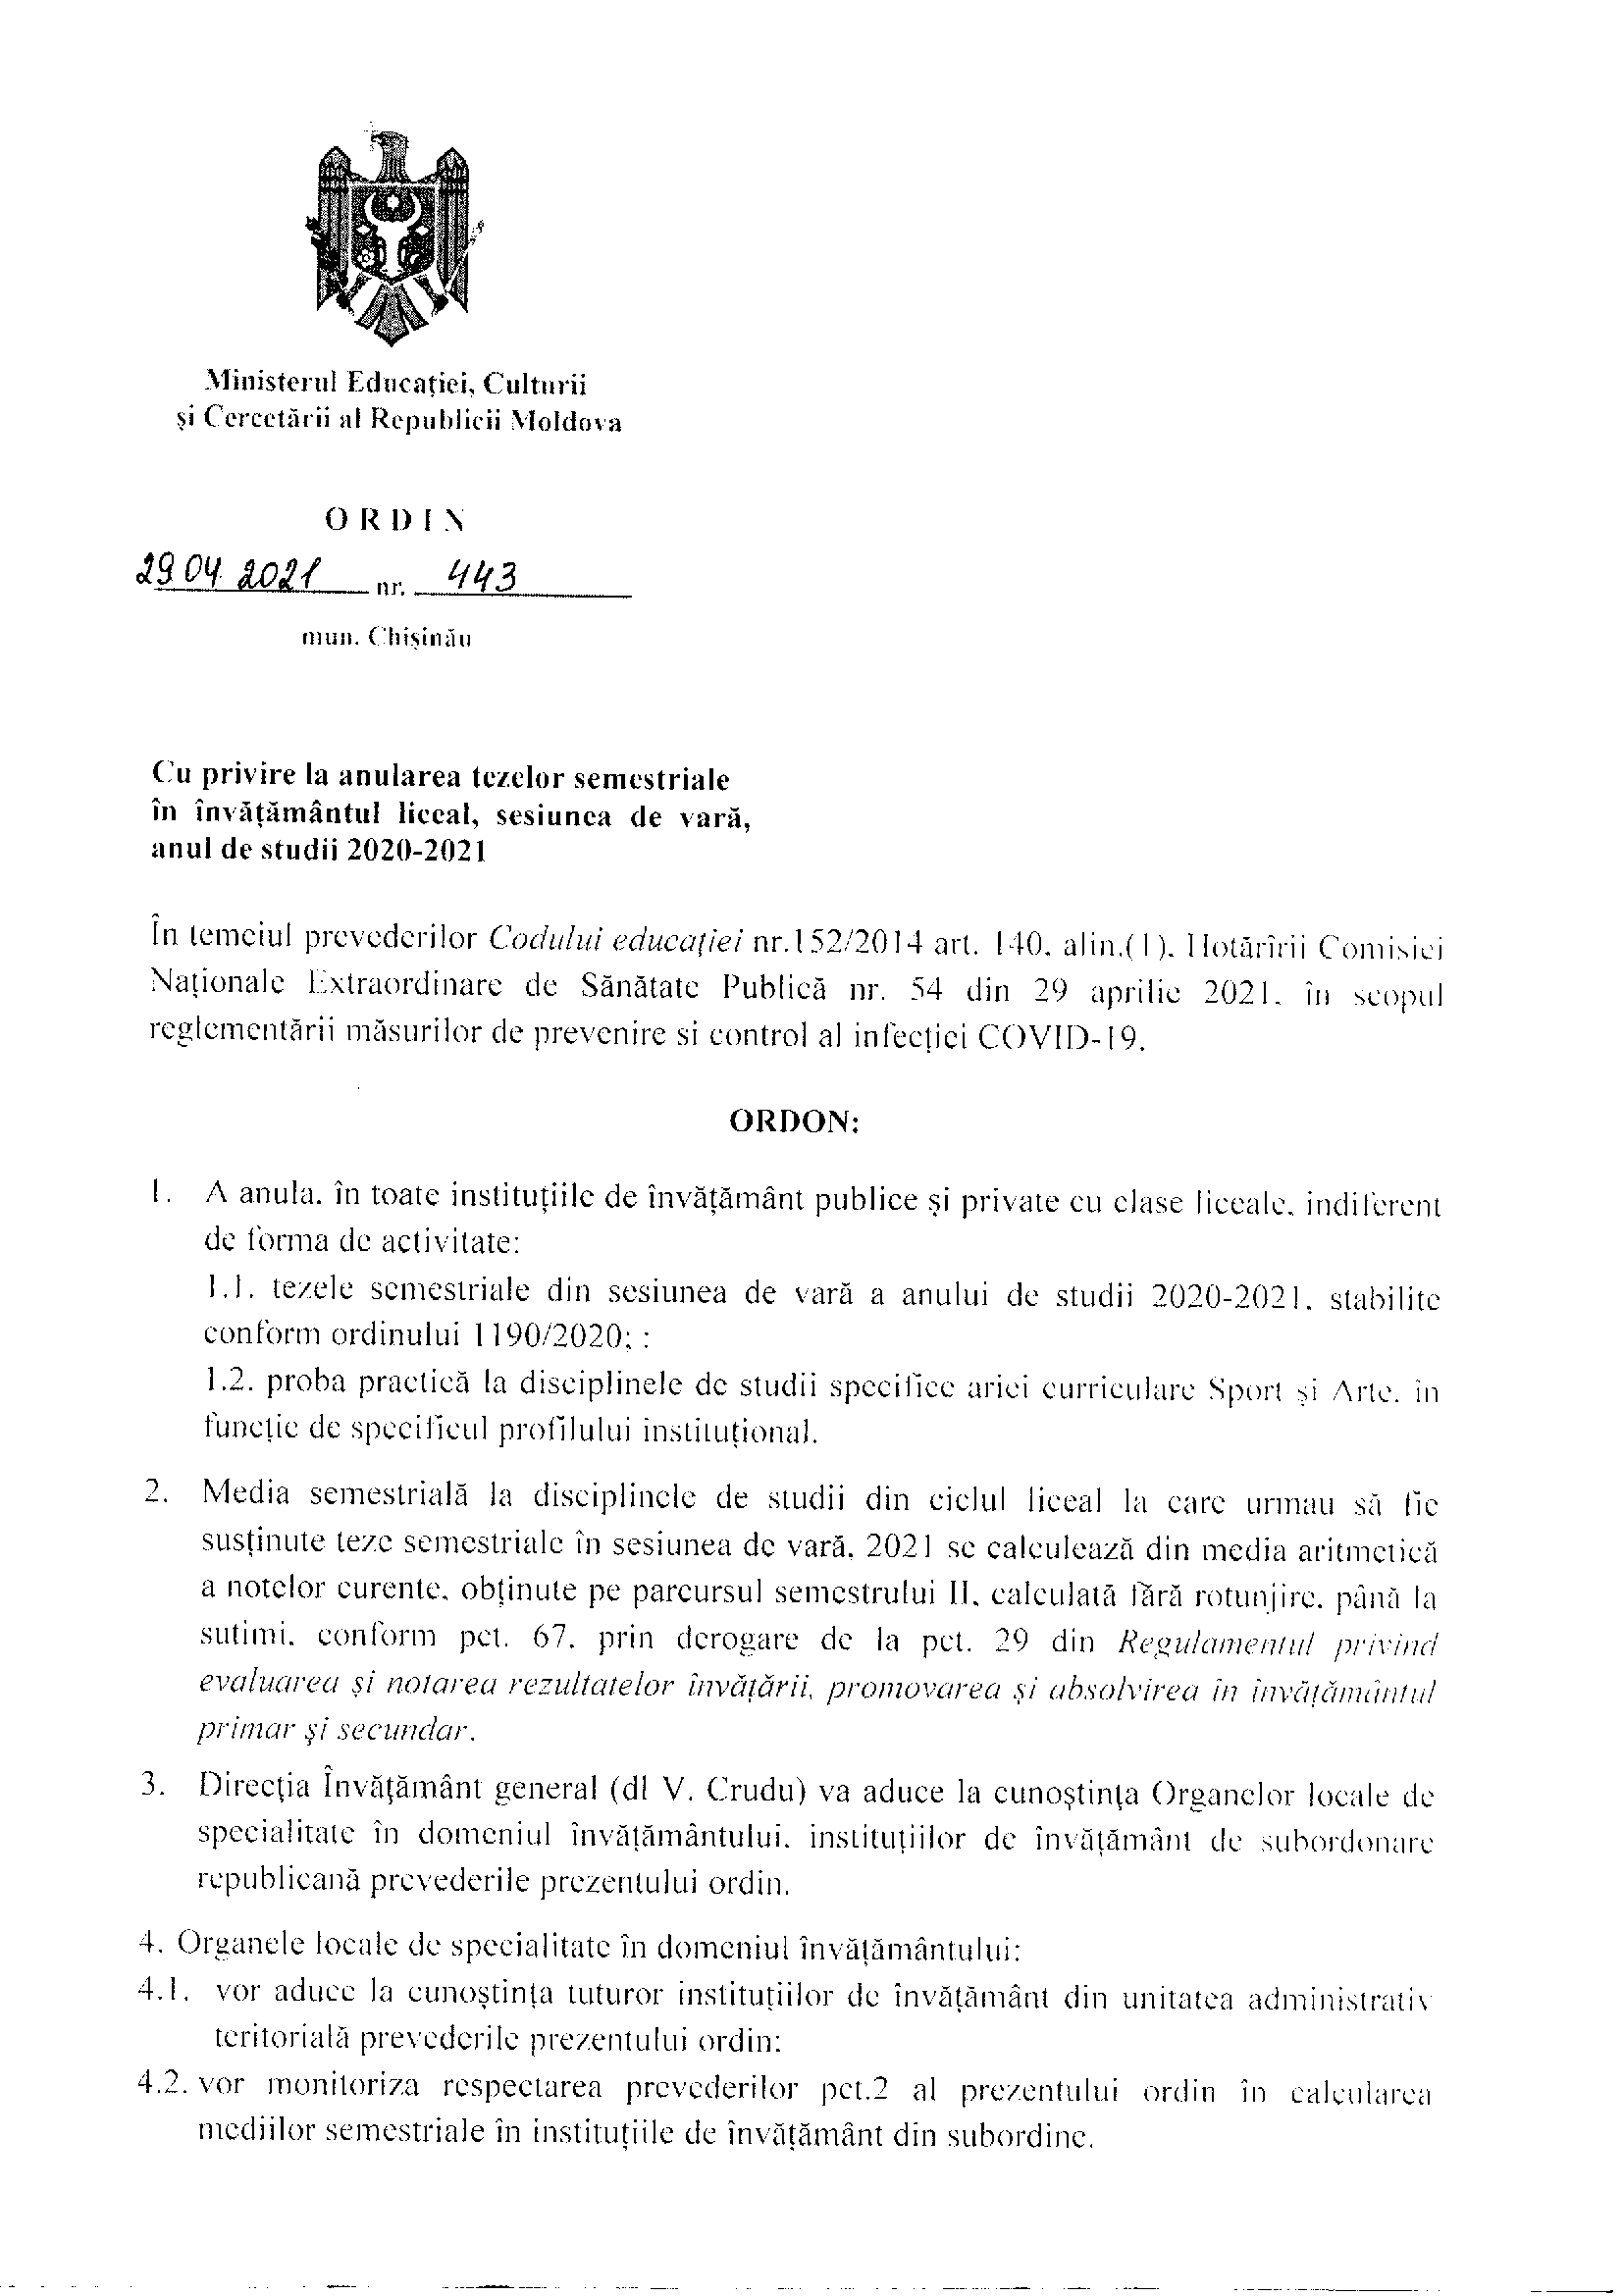 Ministerul Educației, Culturii
și Cercetării al Republicii Moldova
ORDIN
29.04.2021 nr. 443
mun. Chișinău
Cu privire la anularea tezelor semestriale
în învățământul liceal, sesiunea de vară,
anul de studii 2020-2021
În temeiul prevederilor Codului educației nr.152/2014 art. 140, alin.(1), Hotărîrii Comisiei
Naționale Extraordinare de Sănătate Publică nr. 54 din 29 aprilie 2021, în scopul
reglementării măsurilor de prevenire si control al infecției COVID-19,
ORDON:
1. A anula, în toate instituțiile de învățământ publice și private cu clase liceale, indiferent
de forma de activitate:
1.1. tezele semestriale din sesiunea de vară a anului de studii 2020-2021, stabilite
conform ordinului 1190/2020; :
1.2. proba practică la disciplinele de studii specifice ariei curriculare Sport și Arte, în
funcție de specificul profilului instituțional.
2. Media semestrială la disciplinele de studii din ciclul liceal la care urmau să fie
susținute teze semestriale în sesiunea de vară, 2021 se calculează din media aritmetică
a notelor curente, obținute pe parcursul semestrului II, calculată fără rotunjire, până la
sutimi, conform pct. 67, prin derogare de la pct. 29 din Regulamentul privind
evaluarea și notarea rezultatelor învățării, promovarea și absolvirea în învățământul
primar și secundar.
3. Direcția Învățământ general (dl V. Crudu) va aduce la cunoștința Organelor locale de
specialitate în domeniul învățământului, instituțiilor de învățământ de subordonare
republicană prevederile prezentului ordin.
4. Organele locale de specialitate în domeniul învățământului:
4.1. vor aduce la cunoștința tuturor instituțiilor de învățământ din unitatea administrativ
teritorială prevederile prezentului ordin;
4.2. vor monitoriza respectarea prevederilor pct.2 al prezentului ordin în calcularea
mediilor semestriale în instituțiile de învățământ din subordine.